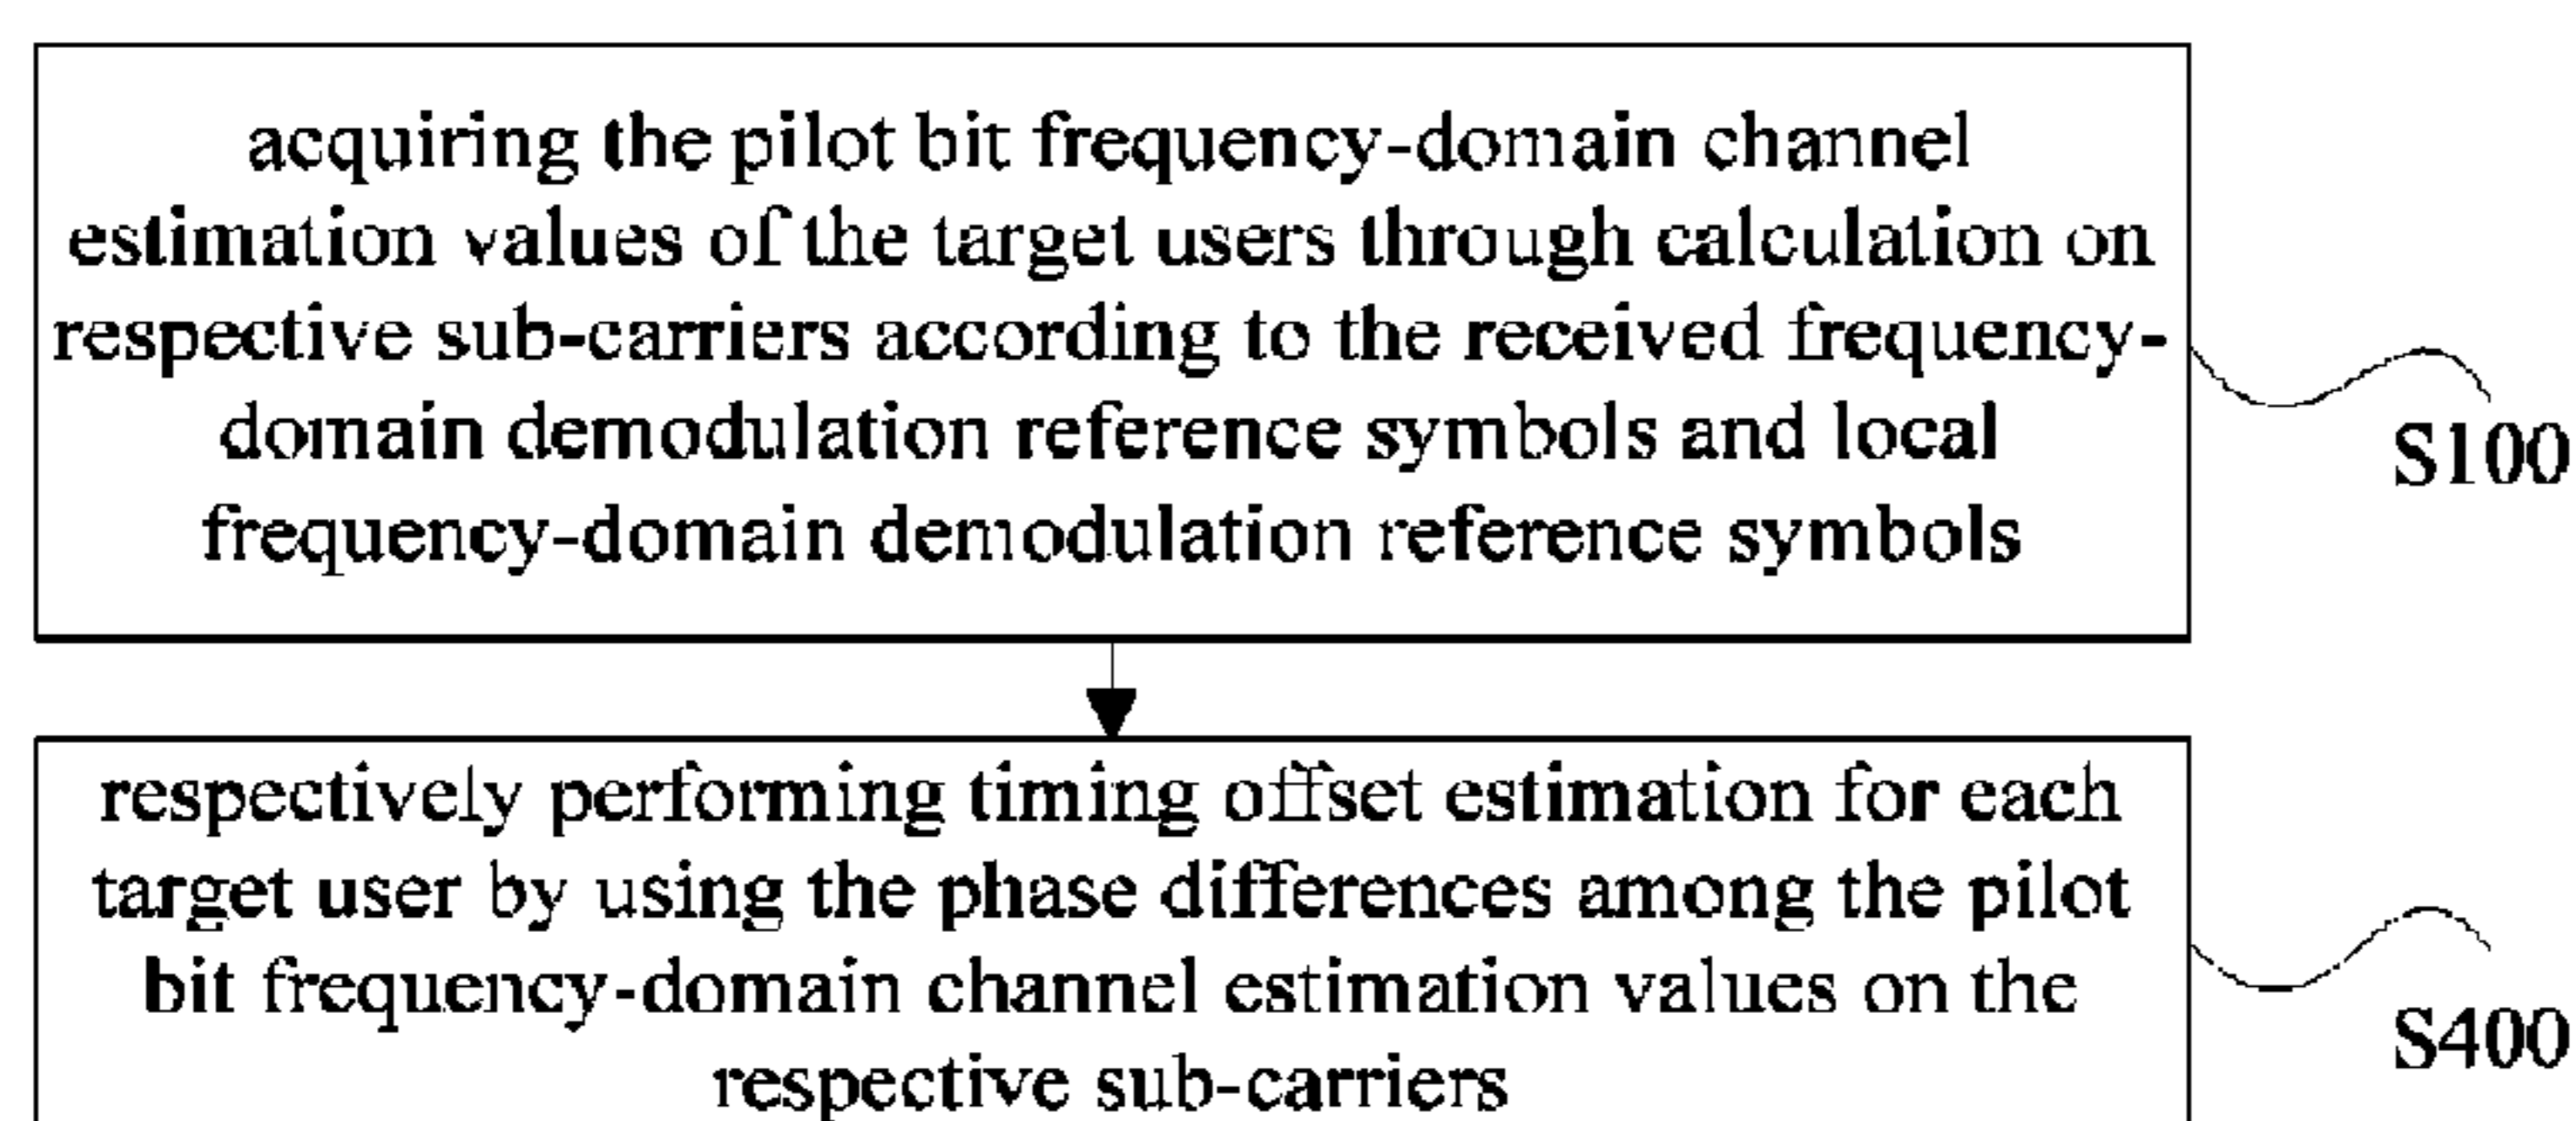 acquiring the pilot bit frequency-domain channel
estimation values of the target users through calculation on
respective sub-carriers according to the received frequency-
domain demodulation reference symbols and local
frequency-domain demodulation reference symbols
S100
respectively performing timing offset estimation for each
target user by using the phase differences among the pilot
bit frequency-domain channel estimation values on the
respective sub-carriers
S400